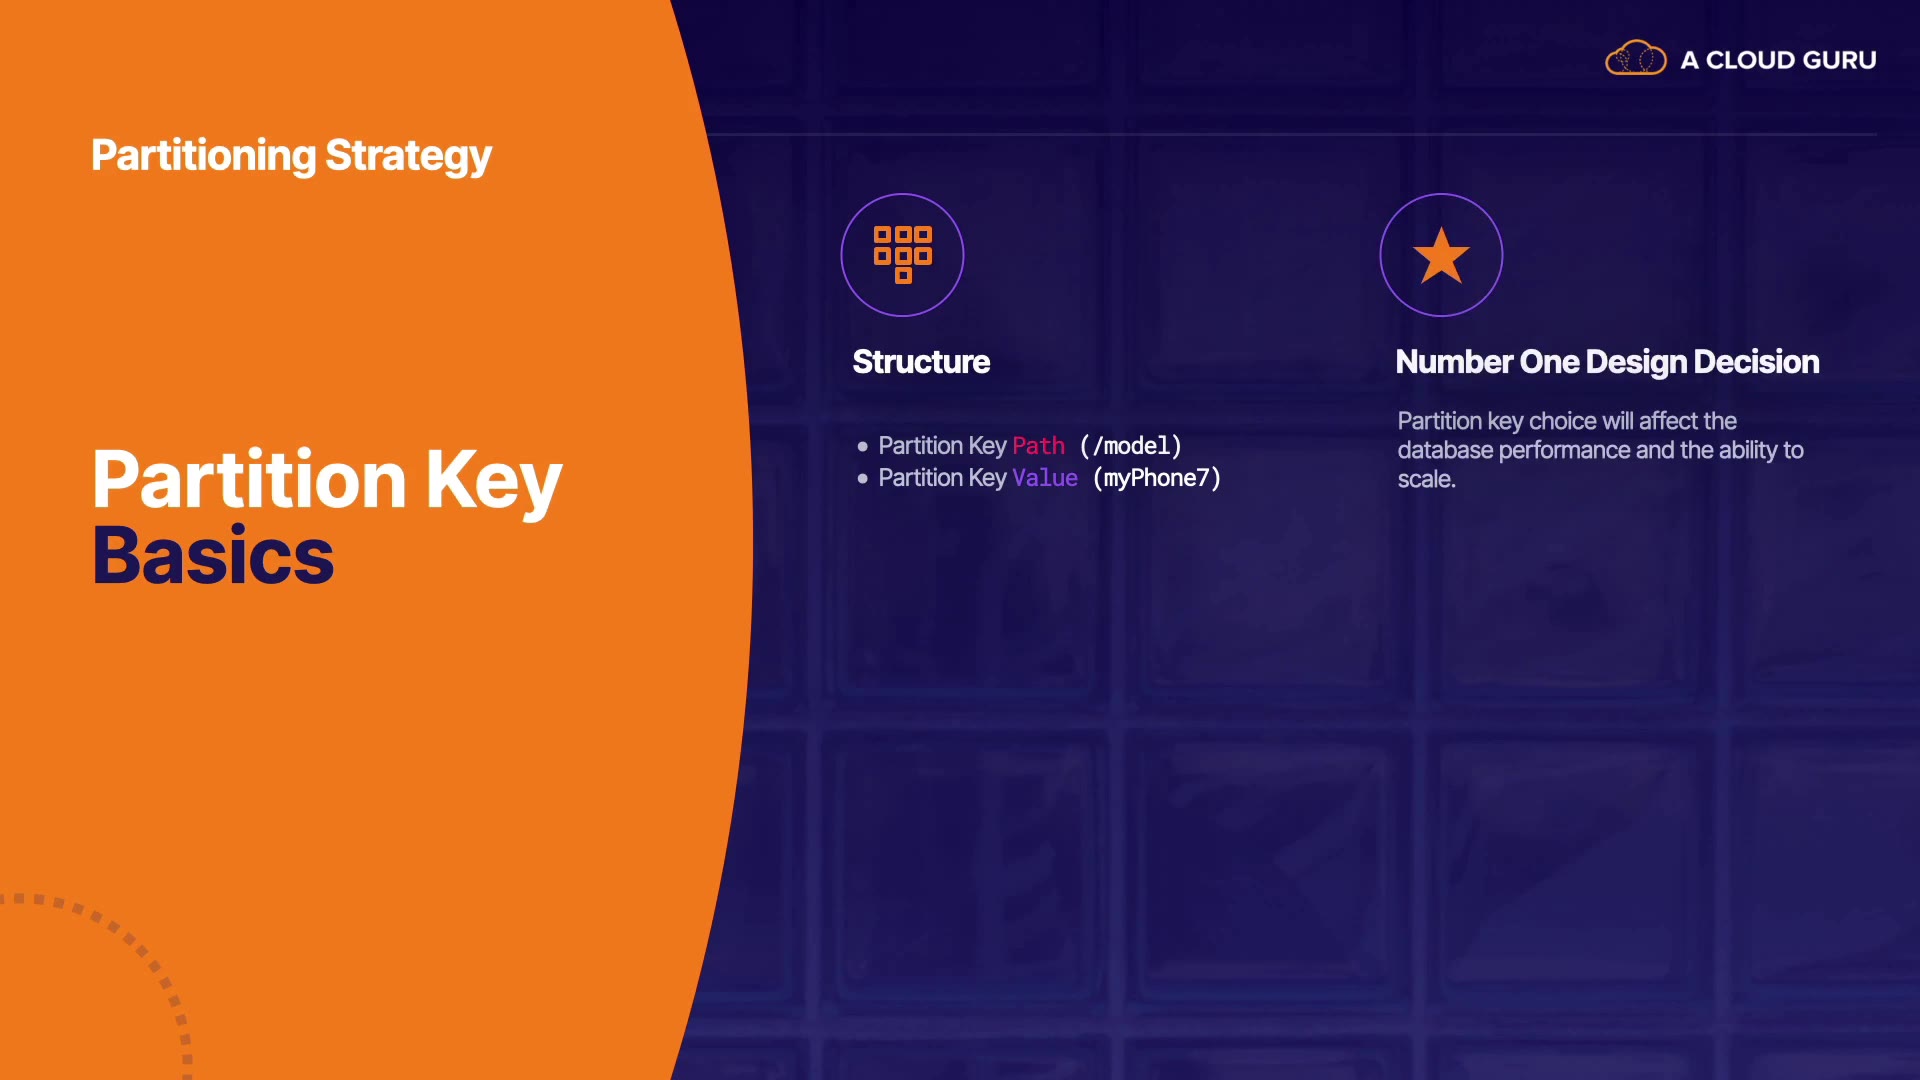 A CLOUD GURU
Partitioning Strategy
Partition Key
Basics
Structure
• Partition Key Path (/model)
• Partition Key Value (myPhone7)
Number One Design Decision
Partition key choice will affect the
database performance and the ability to
scale.